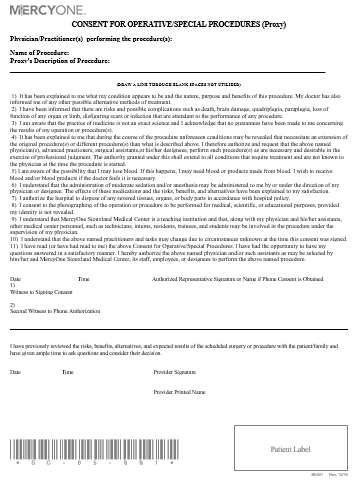 MERCYONE.
CONSENT FOR OPERATIVE/SPECIAL PROCEDURES (Proxy)
Physician/Practitioner(s) performing the procedure(s):
Name of Procedure:
Proxy's Description of Procedure:
(DRAW A LINE THROUGH BLANK SPACES NOT UTILIZED)
1) It has been explained to me what my condition appears to be and the nature, purpose and benefits of this procedure. My doctor has also
informed me of any other possible alternative methods of treatment.
2) I have been informed that there are risks and possible complications such as death, brain damage, quadriplegia, paraplegia, loss of
function of any organ or limb, disfiguring scars or infection that are attendant to the performance of any procedure.
3) I am aware that the practice of medicine is not an exact science and I acknowledge that no guarantees have been made to me concerning
the results of my operation or procedure(s).
4) It has been explained to me that during the course of the procedure unforeseen conditions may be revealed that necessitate an extension of
the original procedure(s) or different procedure(s) than what is described above. I therefore authorize and request that the above named
physician(s), advanced practioners, surgical assistants,or his/her designees, perform such procedure(s) as are necessary and desirable in the
exercise of professional judgment. The authority granted under this shall extend to all conditions that require treatment and are not known to
the physician at the time the procedure is started.
5) I am aware of the possibility that I may lose blood. If this happens, I may need blood or products made from blood. I wish to receive
blood and/or blood products if the doctor feels it is necessary.
6) I understand that the administration of moderate sedation and/or anesthesia may be administered to me by or under the direction of my
physician or designee. The effects of these medications and the risks, benefits, and alternatives have been explained to my satisfaction.
7) I authorize the hospital to dispose of any severed tissues, organs, or body parts in accordance with hospital policy.
8) I consent to the photographing of the operation or procedure to be performed for medical, scientific, or educational purposes, provided
my identity is not revealed.
9) I understand that MercyOne Siouxland Medical Center is a teaching institution and that, along with my physician and his/her assistants,
other medical center personnel, such as technicians, interns, residents, trainees, and students may be involved in the procedure under the
supervision of my physician.
10) I understand that the above named practitioners and tasks may change due to circumstances unknown at the time this consent was signed.
11) I have read (or have had read to me) the above Consent for Operative/Special Procedures. I have had the opportunity to have my
questions answered in a satisfactory manner. I hereby authorize the above named physician and/or such assistants as may be selected by
him/her and MercyOne Siouxland Medical Center, its staff, employees, or designees to perform the above named procedure.
Date Time Authorized Representative Signature or Name if Phone Consent is Obtained
1)
Witness to Signing Consent
2)
Second Witness to Phone Authorization
I have previously reviewed the risks, benefits, alternatives, and expected results of the scheduled surgery or procedure with the patient/family and
have given ample time to ask questions and consider their decision.
Date Time Provider Signature
Provider Printed Name
Patient Label